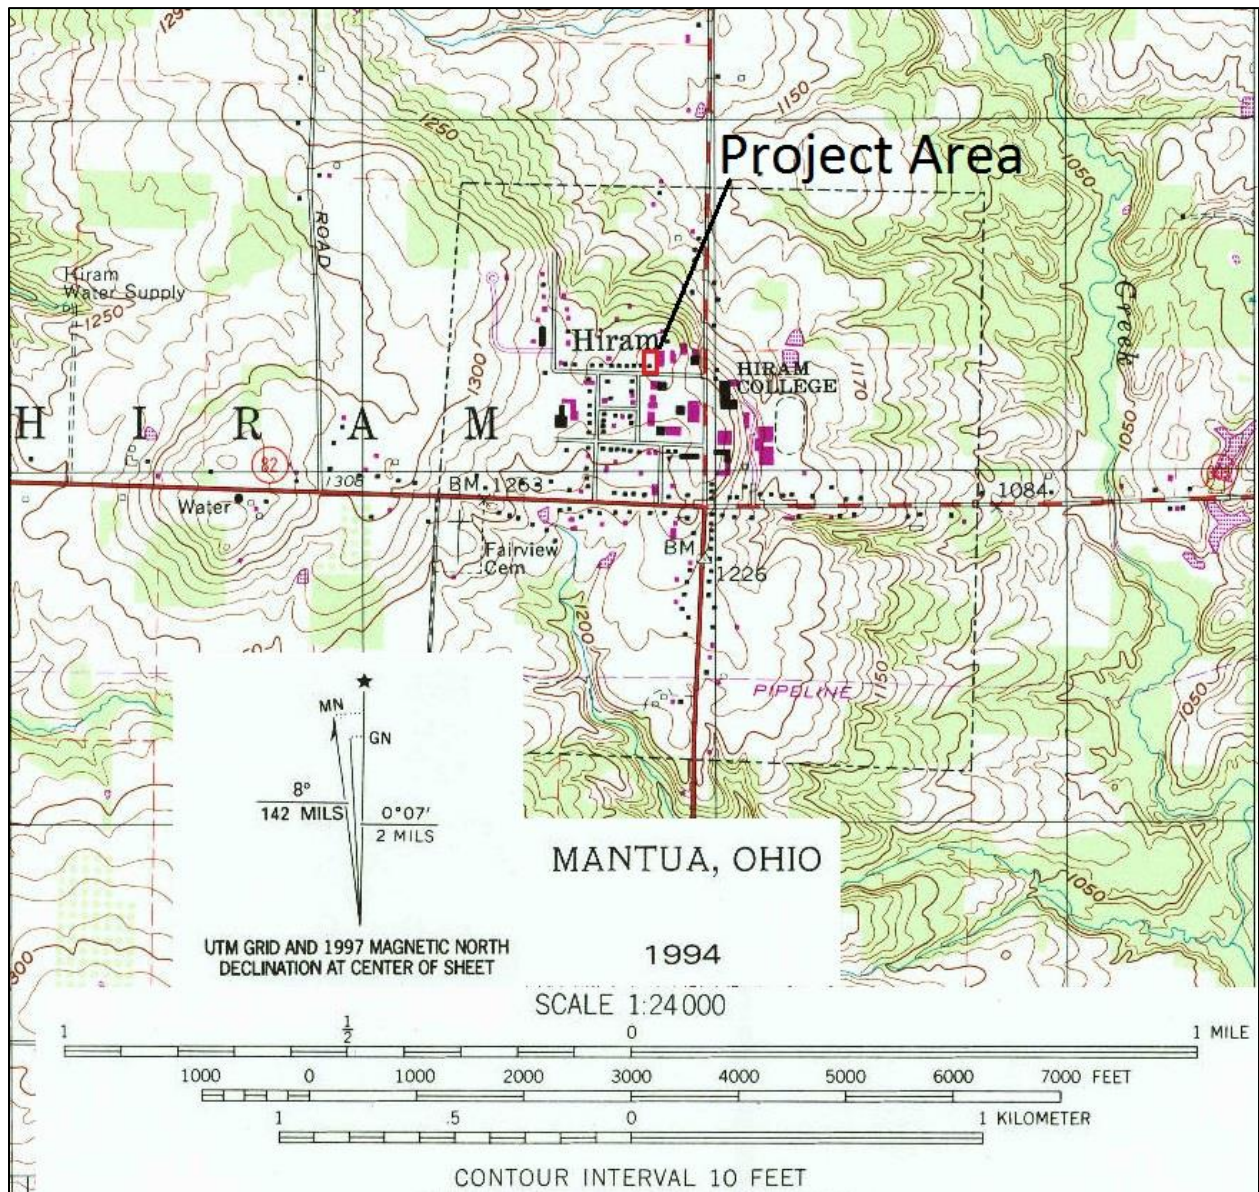 1290
1250
1150
Project Area
1050
ROAD
Hiram
Water Supply
1250
Creek
Hiram
1300
HIRAM
COLLEGE
1170
1050
H I R A M
82
1308
BM 1263
1084
Water
Fairview
Cem
BM
1226
1200
PIPELINE
1150
1050
MN
GN
8°
142 MILS
0°07'
2 MILS
MANTUA, OHIO
1050
UTM GRID AND 1997 MAGNETIC NORTH
DECLINATION AT CENTER OF SHEET
1994
SCALE 1:24 000
1 1/2 0 1 MILE
1000 0 1000 2000 3000 4000 5000 6000 7000 FEET
1 .5 0 1 KILOMETER
CONTOUR INTERVAL 10 FEET